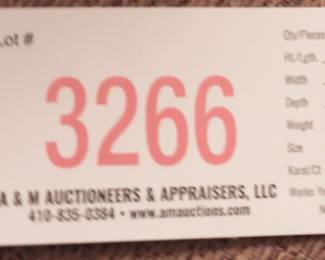 Lot #
3266
A & M AUCTIONEERS & APPRAISERS, LLC
410-835-0384 • www.amauctions.com
Qty/Pieces
Ht./Lgth.
Width
Depth
Weight
Size
Karat/Ct
Works: Y
N